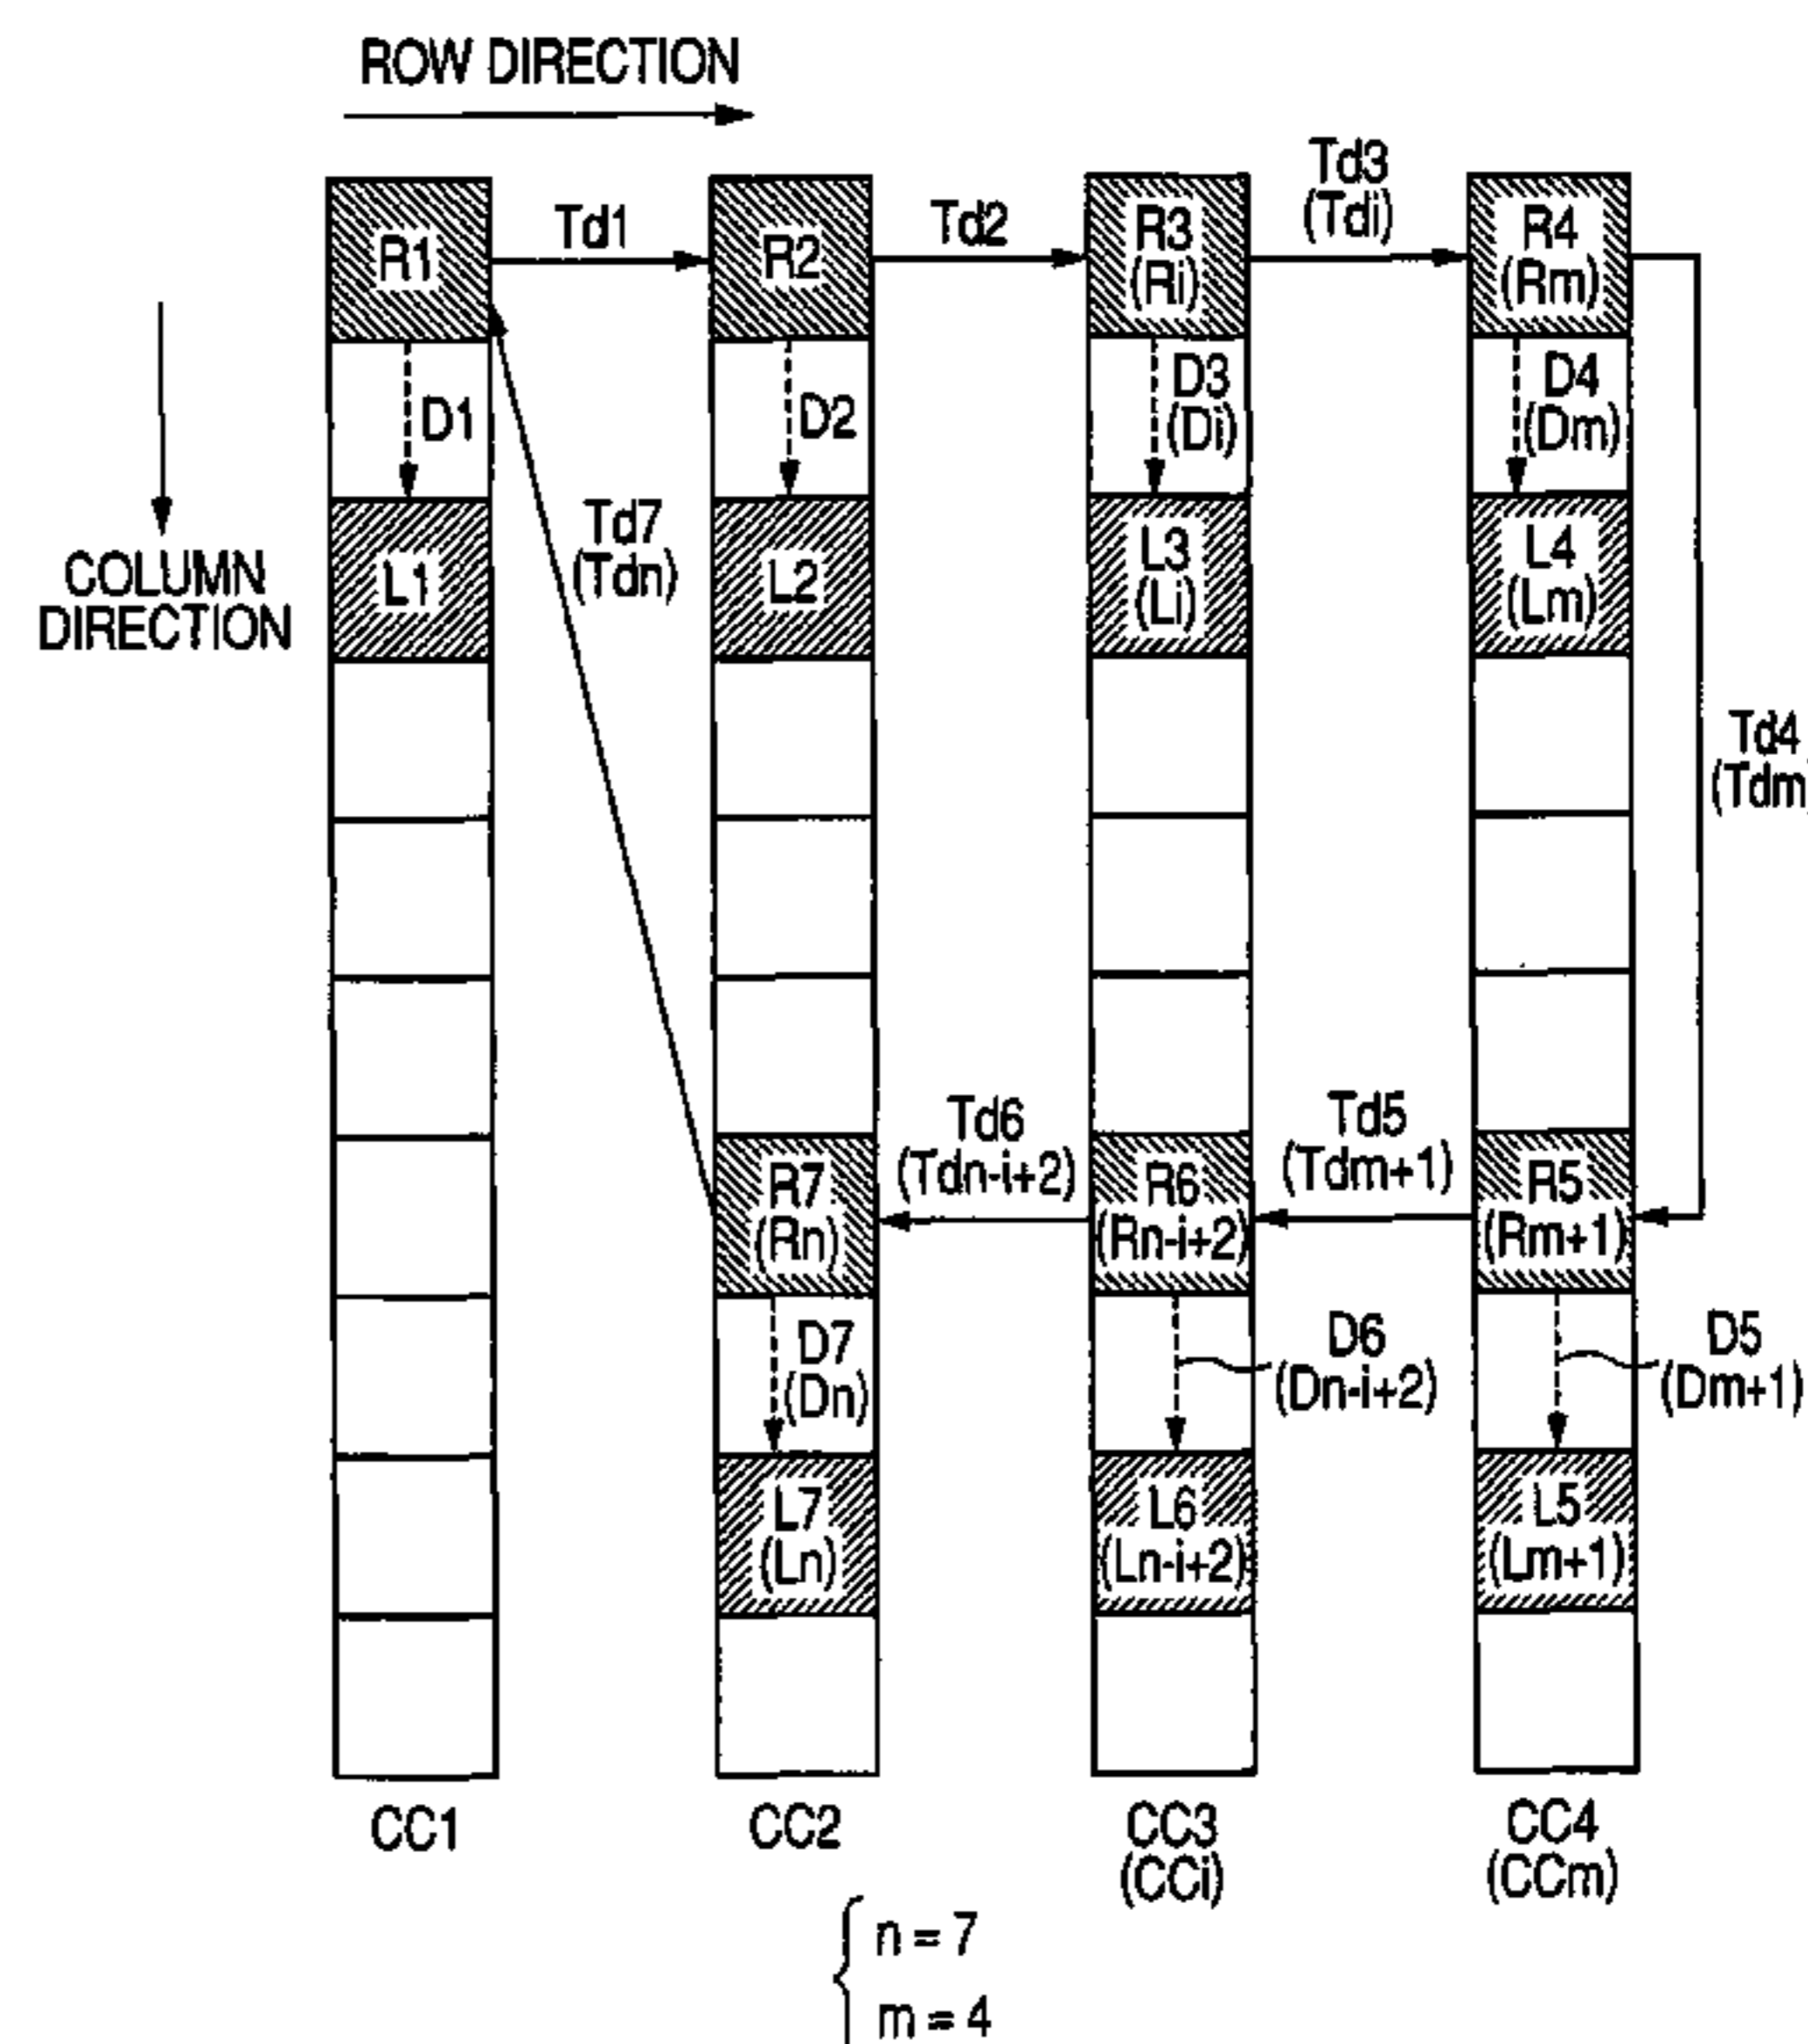 ROW DIRECTION
Td1
Td2
Td3
(Tdi)
R1
R2
R3
(Ri)
R4
(Rm)
D1
D2
D3
(Di)
D4
(Dm)
COLUMN
DIRECTION
L1
Td7
(Tdn)
L2
L3
(Li)
L4
(Lm)
Td4
(Tdm
Td6
(Tdn-i+2)
Td5
(Tdm+1)
R7
(Rn)
R6
(Rn-i+2)
R5
(Rm+1)
D7
(Dn)
D6
(Dn-i+2)
D5
(Dm+1)
L7
(Ln)
L6
(Ln-i+2)
L5
(Lm+1)
CC1
CC2
CC3
(CCi)
CC4
(CCm)
n = 7
m = 4